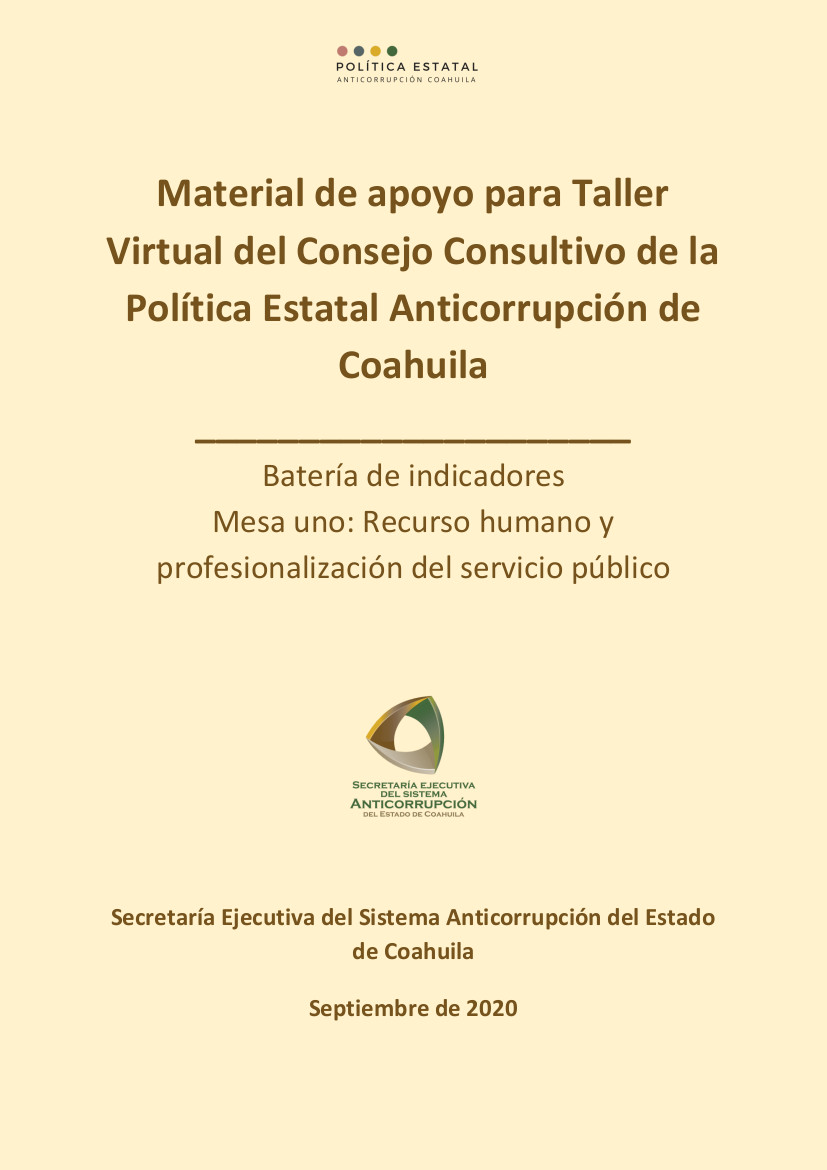 POLÍTICA ESTATAL
ANTICORRUPCIÓN COAHUILA
Material de apoyo para Taller
Virtual del Consejo Consultivo de la
Política Estatal Anticorrupción de
Coahuila
Batería de indicadores
Mesa uno: Recurso humano y
profesionalización del servicio público
SECRETARÍA EJECUTIVA
DEL SISTEMA
ANTICORRUPCIÓN
DEL ESTADO DE COAHUILA
Secretaría Ejecutiva del Sistema Anticorrupción del Estado
de Coahuila
Septiembre de 2020